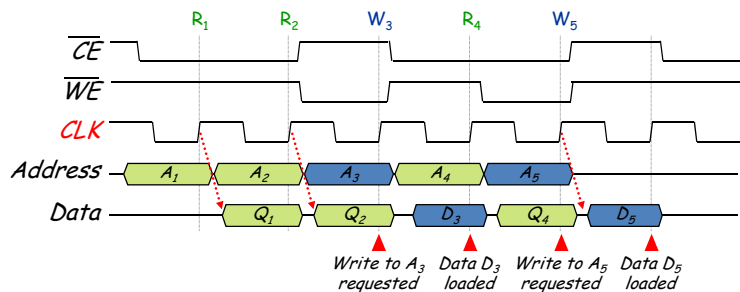 R₁ R₂ W₃ R₄ W₅
CE
WE
CLK
Address A₁ A₂ A₃ A₄ A₅
Data Q₁ Q₂ D₃ Q₄ D₅
Write to A₃ Data D₃ Write to A₅ Data D₅
requested loaded requested loaded